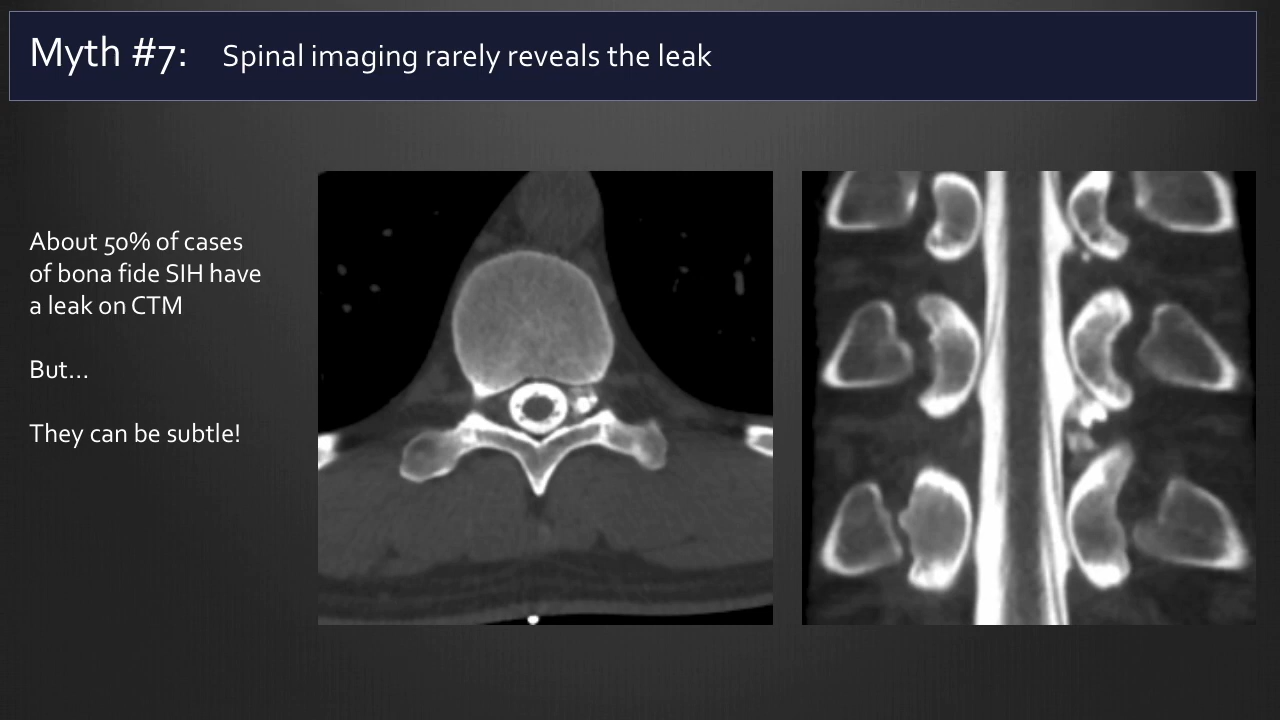 Myth #7: Spinal imaging rarely reveals the leak
About 50% of cases
of bona fide SIH have
a leak on CTM
But...
They can be subtle!